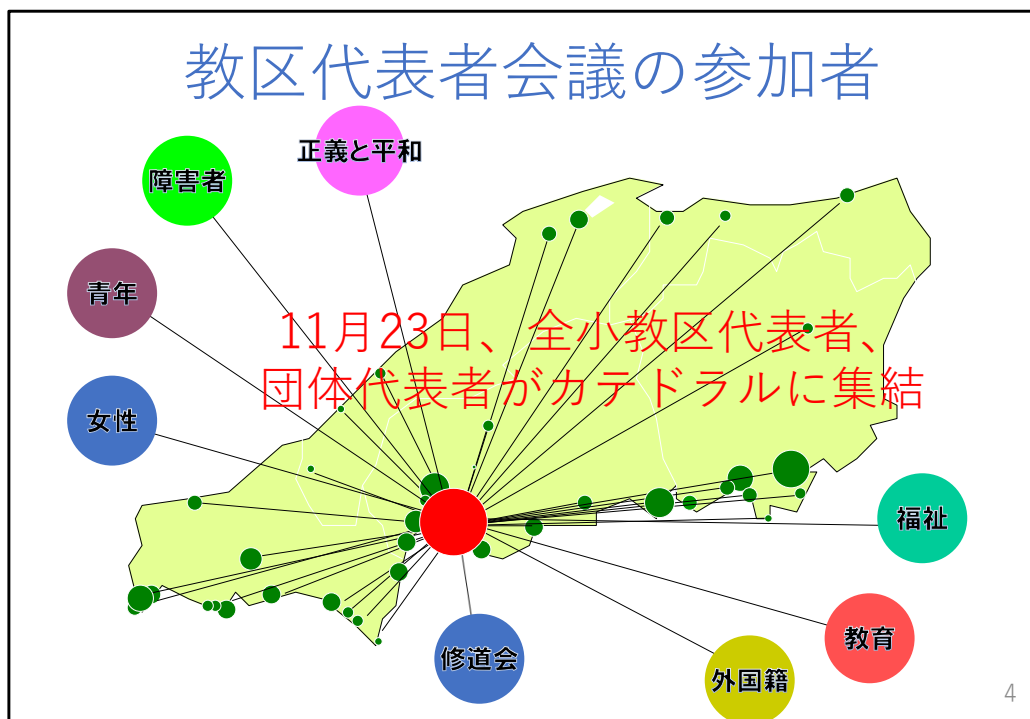 教区代表者会議の参加者
正義と平和
障害者
青年
11月23日、全小教区代表者、
団体代表者がカテドラルに集結
女性
福祉
教育
修道会
外国籍
4